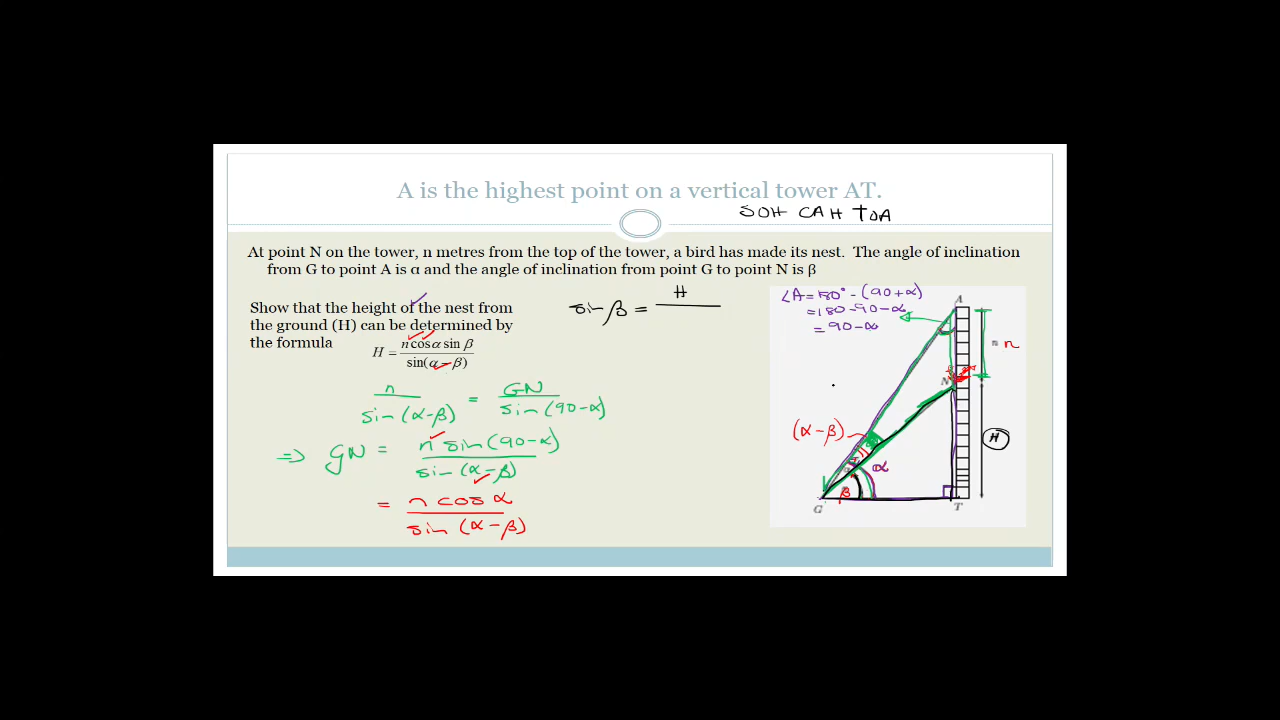 A is the highest point on a vertical tower AT.
SOH CAH TOA
At point N on the tower, n metres from the top of the tower, a bird has made its nest. The angle of inclination
from G to point A is α and the angle of inclination from point G to point N is β
Show that the height of the nest from
the ground (H) can be determined by
the formula
H = n cos α sin β / sin(α − β)
n / sin (α-β) = GN / sin (90-α)
=> GN = n sin (90-α) / sin (α-β)
= n cos α / sin (α-β)
sin β = H
∠A = 180° - (90+α)
= 180-90-α
= 90-α
A
= n
N
(α-β)
H
α
β
G
T